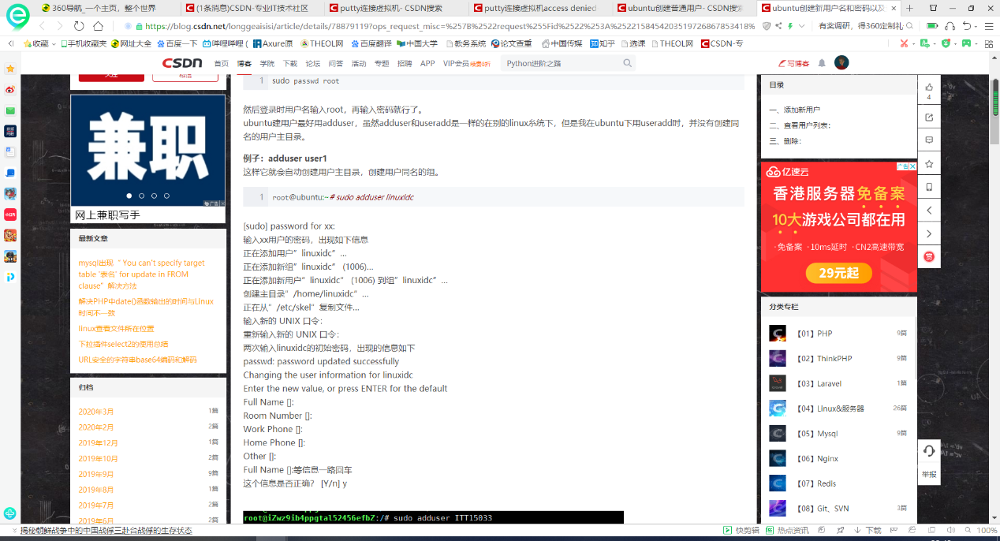 360导航_一个主页，整个世界
(1条消息)CSDN-专业IT技术社区
putty连接虚拟机- CSDN搜索
putty连接虚拟机access denied
ubuntu创建普通用户- CSDN搜索
ubuntu创建新用户名和密码以及
https://blog.csdn.net/longgeaisisi/article/details/78879119?ops_request_misc=%257B%2522request%255Fid%2522%253A%2522158454203519726867853418%
有奖调研，得360定制礼
收藏
手机收藏夹
网址大全
百度一下
哔哩哔哩 (
Axure原
THEOL网
百度翻译
中国大学
教务系统
论文查重
中国传媒
知乎
选课
THEOL网
CSDN-专
CSDN
首页 博客 学院 下载 论坛 问答 活动 专题 招聘 APP VIP会员 续费8折
Python进阶之路
写博客
关注
私信
兼职
广告
网上兼职写手
最新文章
mysql出现 “ You can't specify target
table '表名' for update in FROM
clause” 解决方法
解决PHP中date()函数输出的时间与Linux
时间不一致
linux查看文件所在位置
下拉插件select2的使用总结
URL安全的字符串base64编码和解码
归档
2020年3月 1篇
2020年2月 2篇
2019年12月 1篇
2019年10月 2篇
2019年9月 9篇
2019年8月 1篇
2019年7月 2篇
2019年6月 2篇
1 sudo passwd root
然后登录时用户名输入root，再输入密码就行了。
ubuntu建用户最好用adduser，虽然adduser和useradd是一样的在别的linux糸统下，但是我在ubuntu下用useradd时，并没有创建同
名的用户主目录。
例子：adduser user1
这样它就会自动创建用户主目录，创建用户同名的组。
1 root@ubuntu:~# sudo adduser linuxidc
[sudo] password for xx:
输入xx用户的密码，出现如下信息
正在添加用户”linuxidc”…
正在添加新组”linuxidc” (1006)…
正在添加新用户”linuxidc” (1006) 到组”linuxidc”…
创建主目录”/home/linuxidc”…
正在从”/etc/skel”复制文件…
输入新的 UNIX 口令：
重新输入新的 UNIX 口令：
两次输入linuxidc的初始密码，出现的信息如下
passwd: password updated successfully
Changing the user information for linuxidc
Enter the new value, or press ENTER for the default
Full Name []:
Room Number []:
Work Phone []:
Home Phone []:
Other []:
Full Name []:等信息一路回车
这个信息是否正确？ [Y/n] y
root@iZwz9ib4ppgtal52456efbZ:/# sudo adduser ITT15033
目录
一、添加新用户
二、查看用户列表：
三、删除：
亿速云
广告
香港服务器免备案
10大游戏公司都在用
·免备案 ·10ms延时 ·CN2高速带宽
29元起
分类专栏
【01】PHP 9篇
【02】ThinkPHP 9篇
【03】Laravel 1篇
【04】Linux&服务器 26篇
【05】Mysql 9篇
【06】Nginx
【07】Redis
【08】Git、SVN 3篇
4
赏
举报
揭秘朝鲜战争中的中国战俘三赴台战俘的生存状态
快剪辑
热点资讯
下载
100%